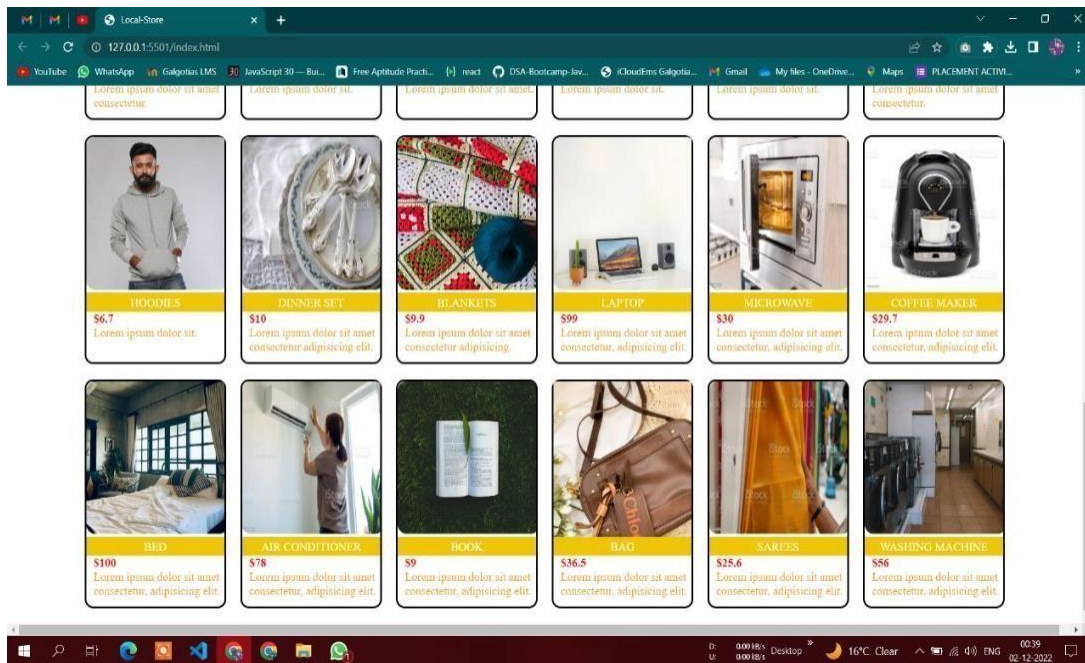 Local-Store
127.0.0.1:5501/index.html
YouTube WhatsApp Galgotias LMS JavaScript 30 — Bui... Free Aptitude Practi... react DSA-Bootcamp-Jav... iCloudEms Galgotia... Gmail My files - OneDrive... Maps PLACEMENT ACTIVI...
Lorem ipsum dolor sit amet Lorem ipsum dolor sit. Lorem ipsum dolor sit. Lorem ipsum dolor sit. Lorem ipsum dolor sit. Lorem ipsum dolor sit amet
consectetur. consectetur.
HOODIES DINNER SET BLANKETS LAPTOP MICROWAVE COFFEE MAKER
$6.7 $10 $9.9 $99 $30 $29.7
Lorem ipsum dolor sit. Lorem ipsum dolor sit amet Lorem ipsum dolor sit amet Lorem ipsum dolor sit amet Lorem ipsum dolor sit amet Lorem ipsum dolor sit amet
consectetur adipisicing elit. consectetur adipisicing. consectetur, adipisicing elit. consectetur, adipisicing elit. consectetur, adipisicing elit.
iStock
iStock iStock
Chloé
BED AIR CONDITIONER BOOK BAG SAREES WASHING MACHINE
$100 $78 $9 $36.5 $25.6 $56
Lorem ipsum dolor sit amet Lorem ipsum dolor sit amet Lorem ipsum dolor sit amet Lorem ipsum dolor sit amet Lorem ipsum dolor sit amet Lorem ipsum dolor sit amet
consectetur, adipisicing elit. consectetur, adipisicing elit. consectetur, adipisicing elit. consectetur, adipisicing elit. consectetur, adipisicing elit. consectetur, adipisicing elit.
D: 0.00 kB/s Desktop 16°C Clear ENG 00:39
U: 0.00 kB/s 02-12-2022